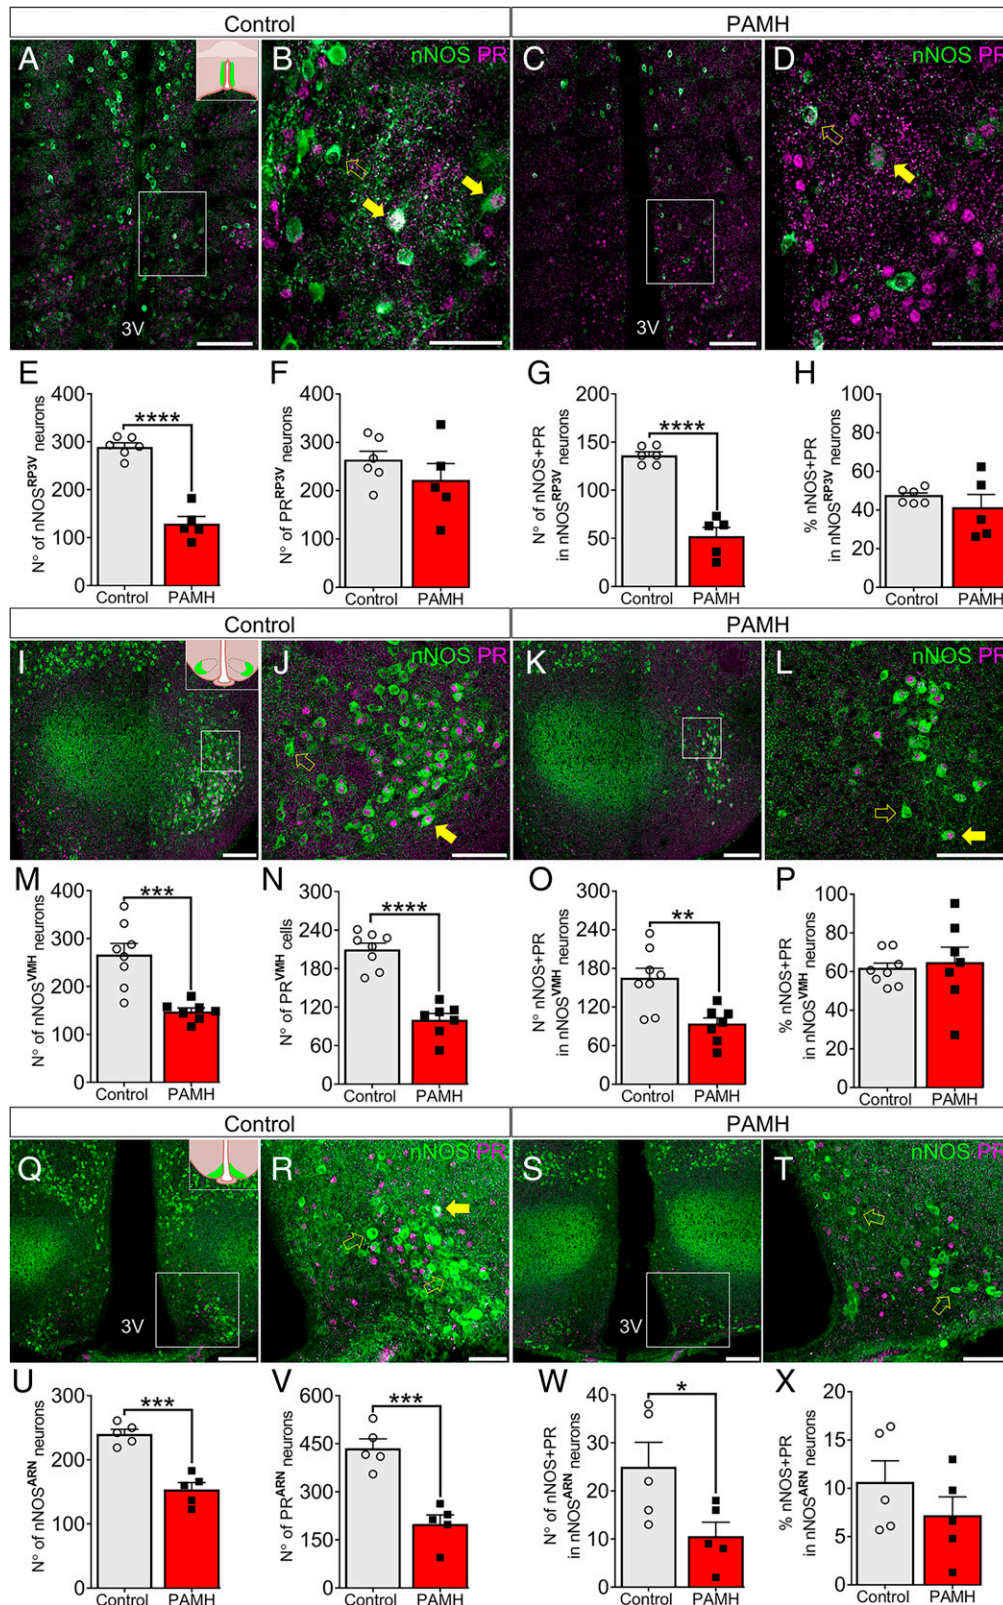 Control
PAMH
A
B
nNOS PR
C
D
nNOS PR
3V
3V
E
N° of nNOS^RP3V neurons
400
300
200
100
0
****
Control
PAMH
F
N° of PR^RP3V neurons
400
300
200
100
0
Control
PAMH
G
N° of nNOS+PR
in nNOS^RP3V neurons
200
150
100
50
0
****
Control
PAMH
H
% nNOS+PR
in nNOS^RP3V neurons
100
80
60
40
20
0
Control
PAMH
Control
PAMH
I
J
nNOS PR
K
L
nNOS PR
M
N° of nNOS^VMH neurons
400
300
200
100
0
***
Control
PAMH
N
N° of PR^VMH cells
300
240
180
120
60
0
****
Control
PAMH
O
N° nNOS+PR
in nNOS^VMH neurons
300
240
180
120
60
0
**
Control
PAMH
P
% nNOS+PR
in nNOS^VMH neurons
100
80
60
40
20
0
Control
PAMH
Control
PAMH
Q
R
nNOS PR
S
T
nNOS PR
3V
3V
U
N° of nNOS^ARN neurons
300
200
100
0
***
Control
PAMH
V
N° of PR^ARN neurons
600
450
300
150
0
***
Control
PAMH
W
N° of nNOS+PR
in nNOS^ARN neurons
40
30
20
10
0
*
Control
PAMH
X
% nNOS+PR
in nNOS^ARN neurons
20
15
10
5
0
Control
PAMH